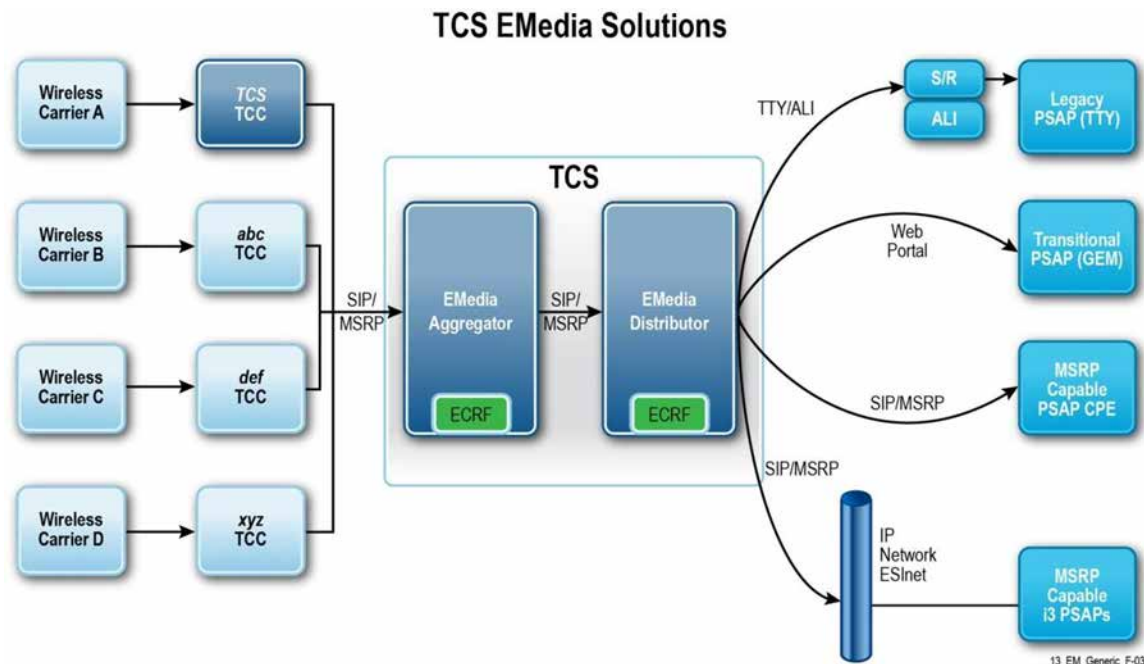 TCS EMedia Solutions
Wireless
Carrier A
TCS
TCC
Wireless
Carrier B
abc
TCC
Wireless
Carrier C
def
TCC
Wireless
Carrier D
xyz
TCC
SIP/
MSRP
TCS
EMedia
Aggregator
ECRF
SIP/
MSRP
EMedia
Distributor
ECRF
TTY/ALI
S/R
ALI
Legacy
PSAP (TTY)
Web
Portal
Transitional
PSAP (GEM)
SIP/MSRP
MSRP
Capable
PSAP CPE
SIP/MSRP
IP
Network
ESInet
MSRP
Capable
i3 PSAPs
13_EM_Generic_F-03